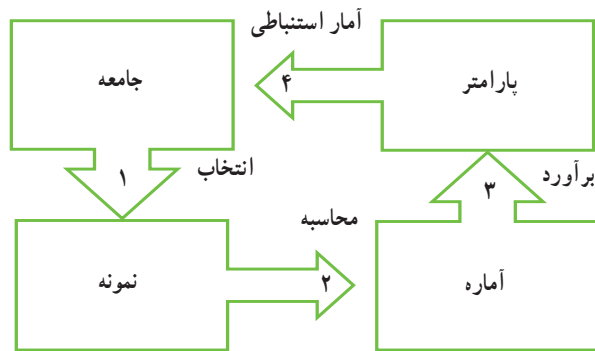 آمار استنباطی
پارامتر
۴
جامعه
برآورد
۳
انتخاب
۱
محاسبه
آماره
۲
نمونه